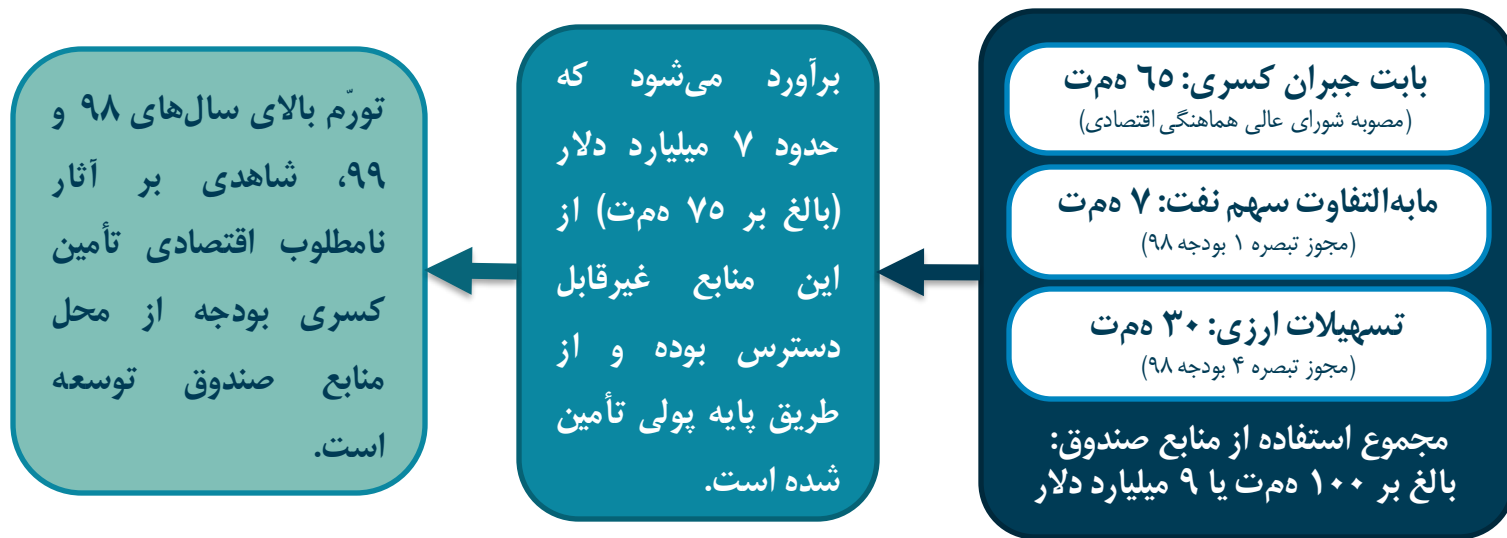 بابت جبران کسری: ٦٥ همت
(مصوبه شورای عالی هماهنگی اقتصادی)
مابه‌التفاوت سهم نفت: ۷ همت
(مجوز تبصره ۱ بودجه ۹۸)
تسهیلات ارزی: ۳۰ همت
(مجوز تبصره ۴ بودجه ۹۸)
مجموع استفاده از منابع صندوق:
بالغ بر ۱۰۰ همت یا ۹ میلیارد دلار
برآورد می‌شود که
حدود ۷ میلیارد دلار
(بالغ بر ۷٥ همت) از
این منابع غیرقابل
دسترس بوده و از
طریق پایه پولی تأمین
شده است.
تورّم بالای سال‌های ۹۸ و
۹۹، شاهدی بر آثار
نامطلوب اقتصادی تأمین
کسری بودجه از محل
منابع صندوق توسعه
است.